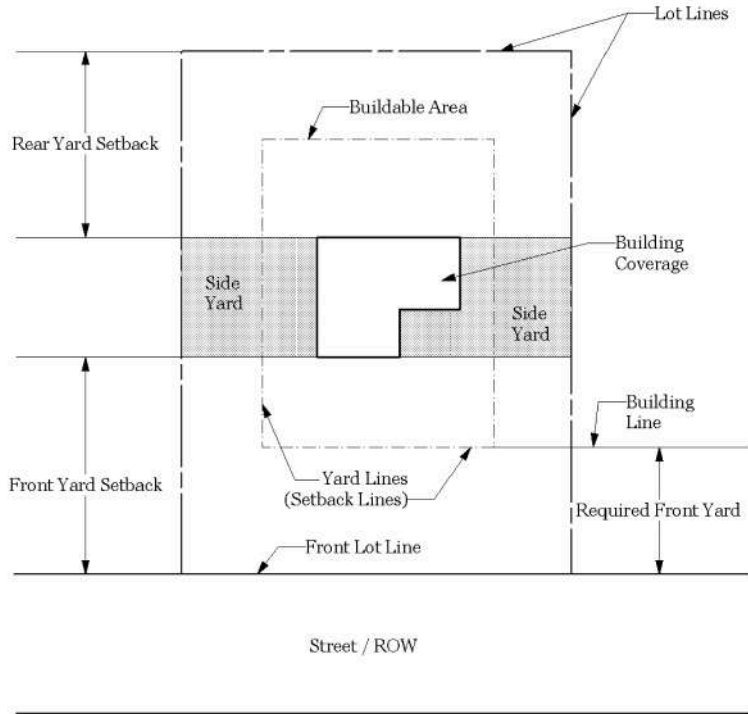 Lot Lines
Buildable Area
Rear Yard Setback
Building
Coverage
Side
Yard
Side
Yard
Building
Line
Yard Lines
(Setback Lines)
Front Yard Setback
Required Front Yard
Front Lot Line
Street / ROW